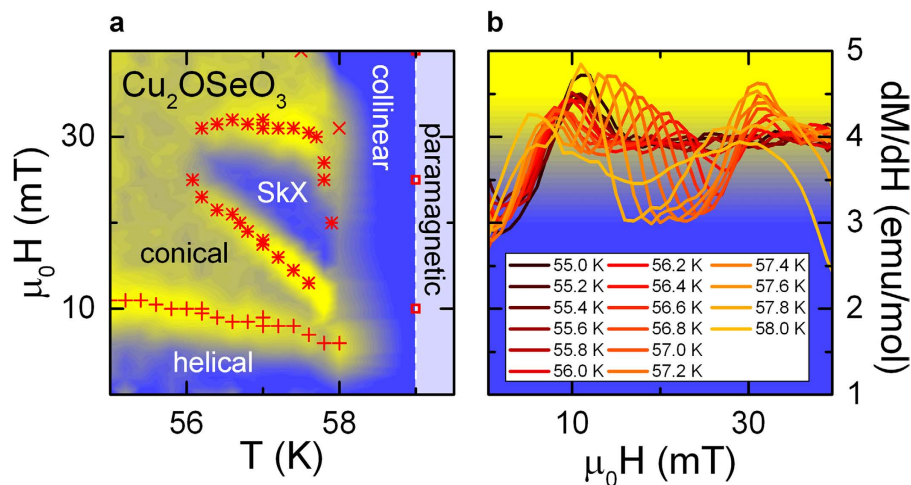 a
b
Cu₂OSeO₃
collinear
paramagnetic
SkX
conical
helical
30
10
μ₀H (mT)
56
58
T (K)
5
4
3
2
1
dM/dH (emu/mol)
55.0 K
55.2 K
55.4 K
55.6 K
55.8 K
56.0 K
56.2 K
56.4 K
56.6 K
56.8 K
57.0 K
57.2 K
57.4 K
57.6 K
57.8 K
58.0 K
10
30
μ₀H (mT)